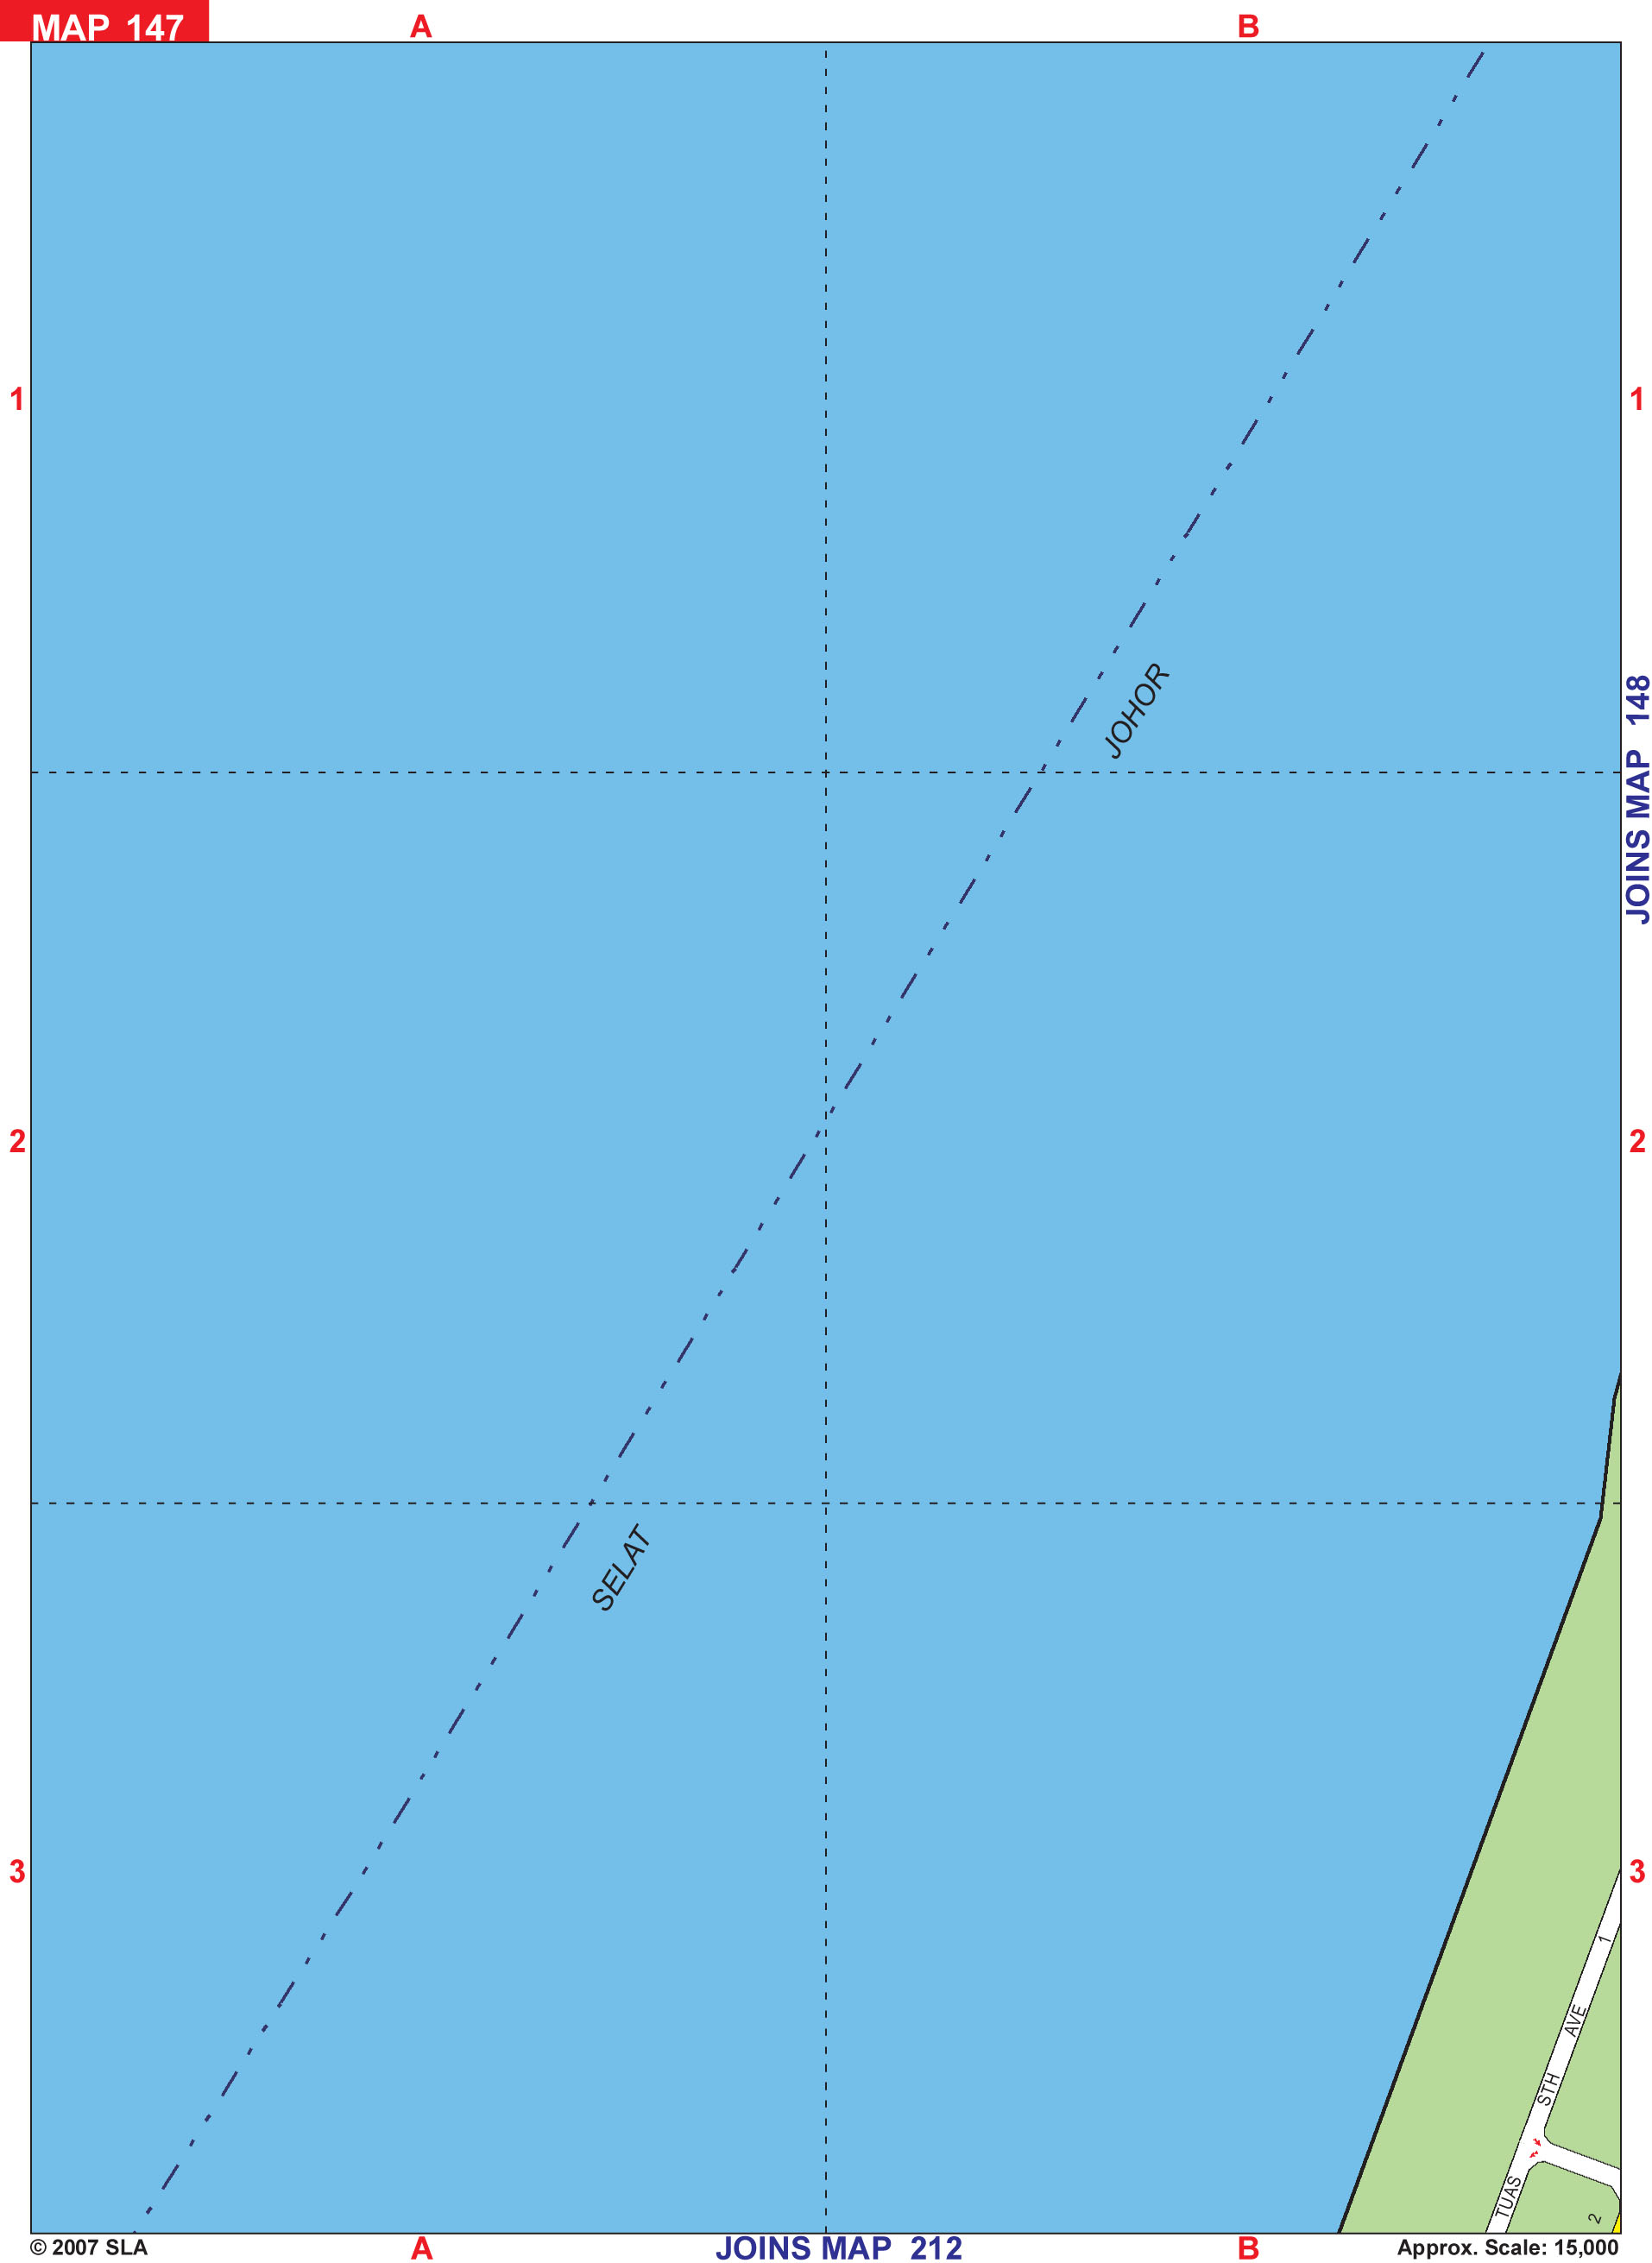 MAP 147
A
B
1
1
JOHOR
JOINS MAP 148
2
2
SELAT
3
3
TUAS STH AVE 1
2
© 2007 SLA
A
JOINS MAP 212
B
Approx. Scale: 15,000